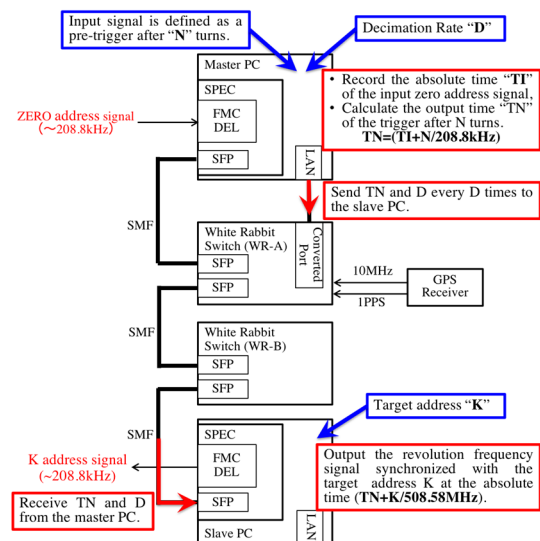 Input signal is defined as a
pre-trigger after “N” turns.
Decimation Rate “D”
Master PC
SPEC
FMC
DEL
SFP
LAN
ZERO address signal
(～208.8kHz)
• Record the absolute time “TI”
of the input zero address signal,
• Calculate the output time “TN”
of the trigger after N turns.
TN=(TI+N/208.8kHz)
Send TN and D every D times to
the slave PC.
SMF
White Rabbit
Switch (WR-A)
SFP
SFP
Converted
Port
10MHz
1PPS
GPS
Receiver
SMF
White Rabbit
Switch (WR-B)
SFP
SFP
Target address “K”
SMF
SPEC
FMC
DEL
SFP
Slave PC
LAN
K address signal
(~208.8kHz)
Receive TN and D
from the master PC.
Output the revolution frequency
signal synchronized with the
target address K at the absolute
time (TN+K/508.58MHz).